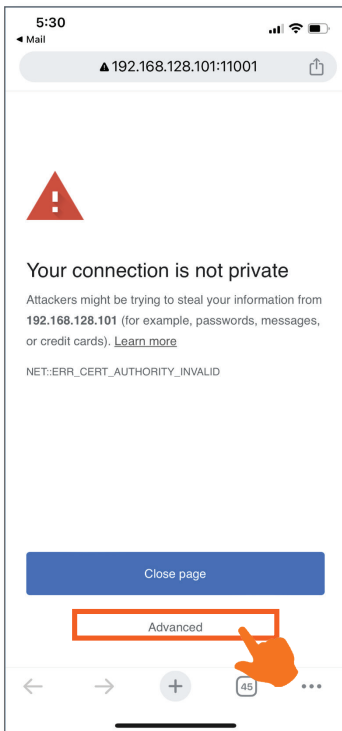 5:30
◀ Mail
192.168.128.101:11001
Your connection is not private
Attackers might be trying to steal your information from
192.168.128.101 (for example, passwords, messages,
or credit cards). Learn more
NET::ERR_CERT_AUTHORITY_INVALID
Close page
Advanced
45